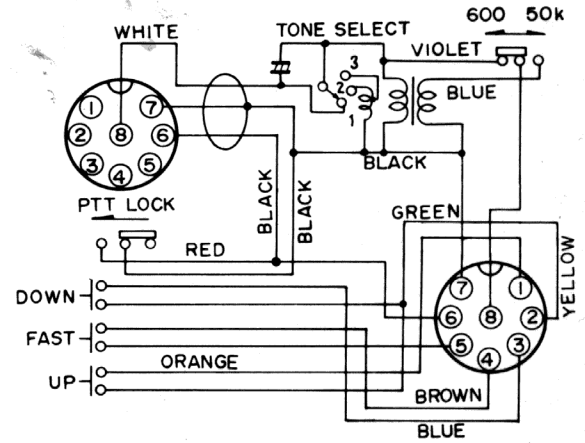 600 50k
WHITE
TONE SELECT
VIOLET
3
2
1
BLUE
1 7
2 8 6
3 4 5
BLACK
PTT LOCK
BLACK
BLACK
GREEN
RED
YELLOW
DOWN
7 1
6 8 2
5 4 3
FAST
ORANGE
UP
BROWN
BLUE